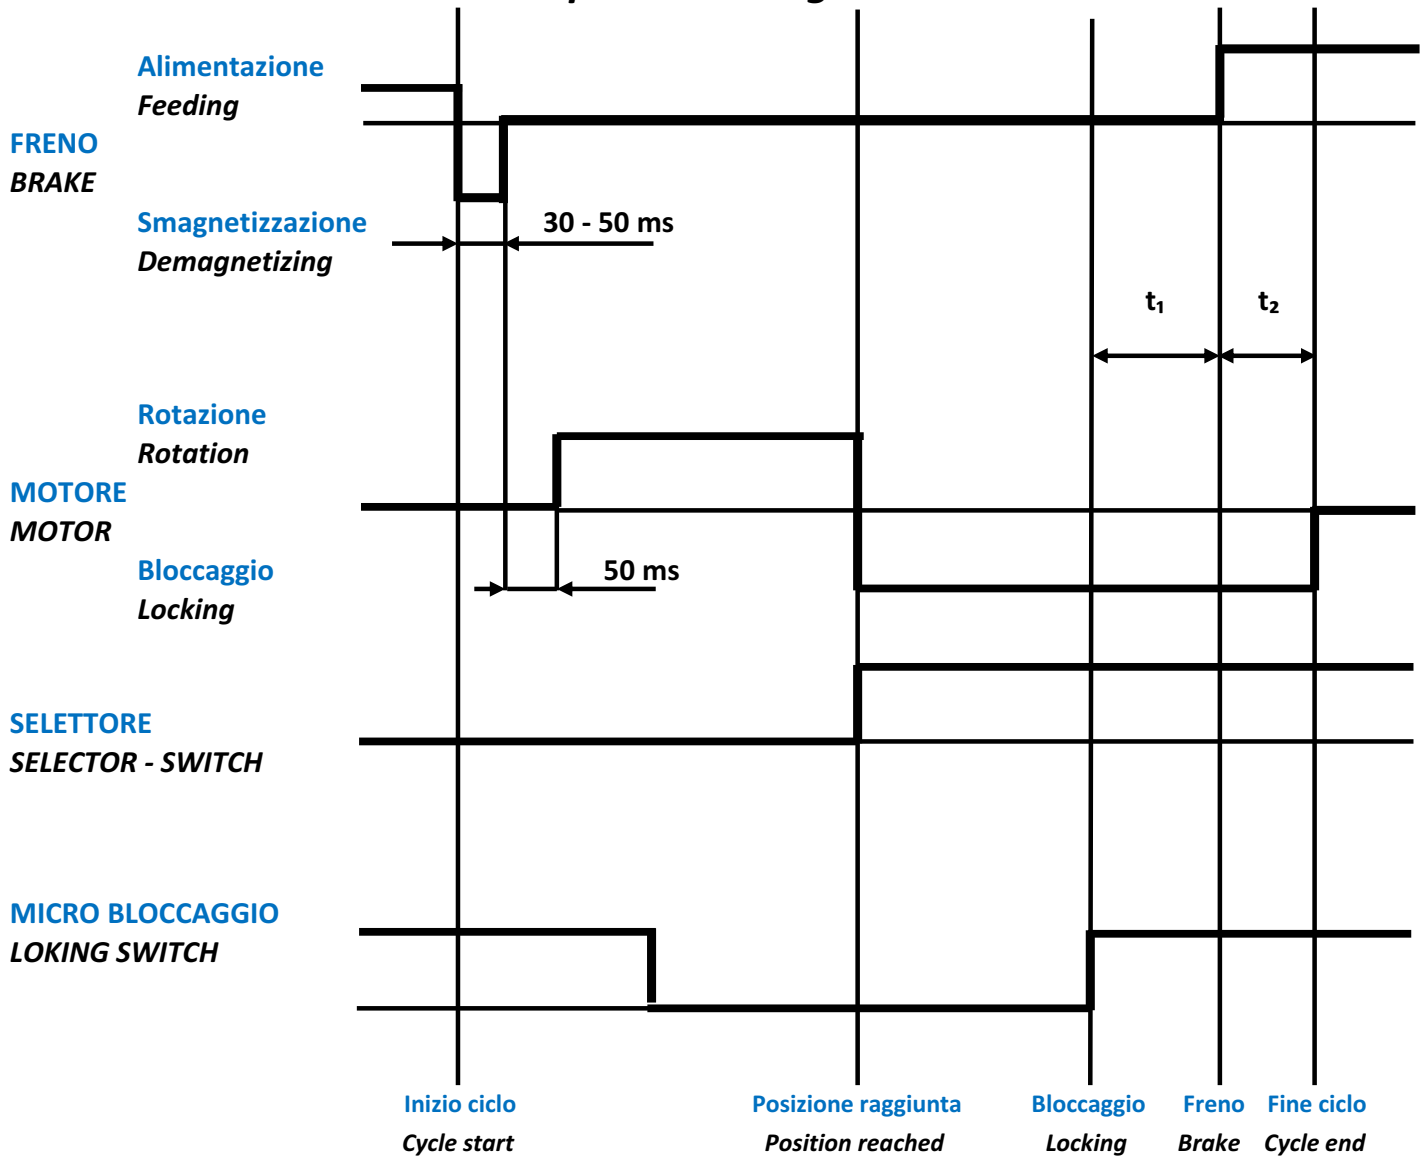 Alimentazione
Feeding
FRENO
BRAKE
Smagnetizzazione
Demagnetizing
30 - 50 ms
t₁
t₂
Rotazione
Rotation
MOTORE
MOTOR
Bloccaggio
Locking
50 ms
SELETTORE
SELECTOR - SWITCH
MICRO BLOCCAGGIO
LOKING SWITCH
Inizio ciclo
Cycle start
Posizione raggiunta
Position reached
Bloccaggio
Locking
Freno
Brake
Fine ciclo
Cycle end